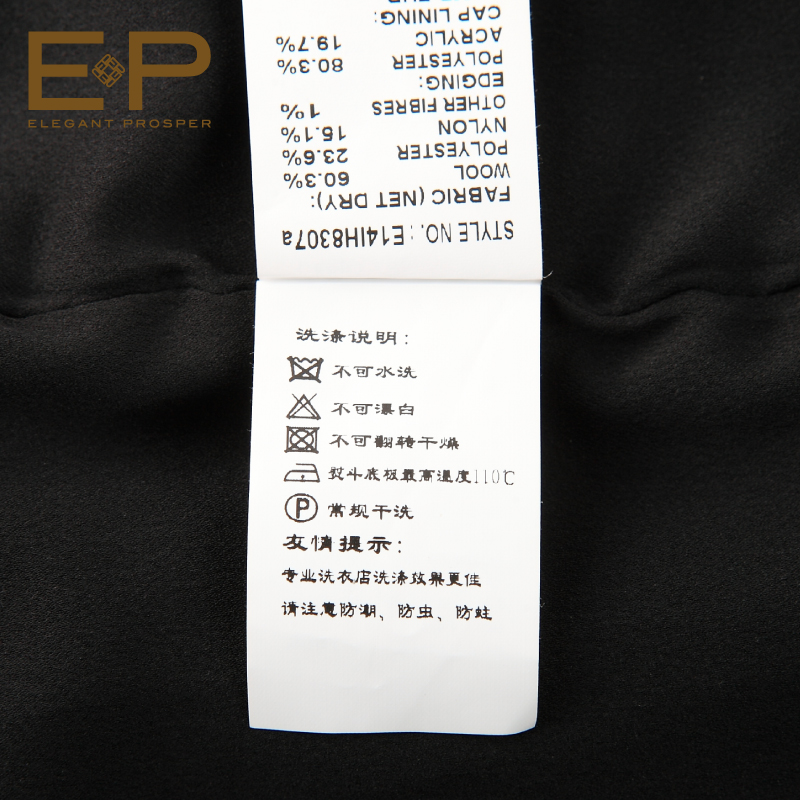 E·P
ELEGANT PROSPER
STYLE NO.: E14IH8307a
FABRIC (NET DRY):
WOOL 60.3%
POLYESTER 23.6%
NYLON 15.1%
OTHER FIBRES 1%
EDGING:
POLYESTER 80.3%
ACRYLIC 19.7%
CAP LINING:
洗涤说明:
不可水洗
不可漂白
不可翻转干燥
熨斗底板最高温度110℃
P 常规干洗
友情提示:
专业洗衣店洗涤效果更佳
请注意防潮、防虫、防蛀